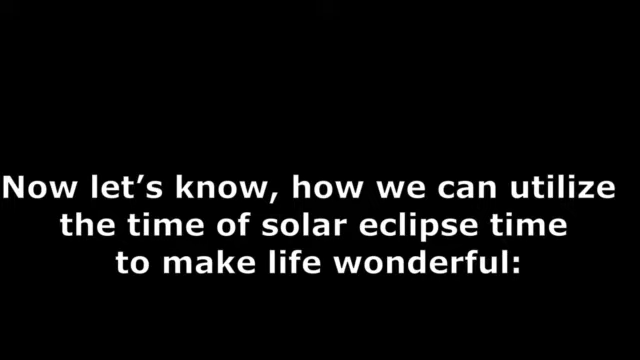 Now let’s know, how we can utilize
the time of solar eclipse time
to make life wonderful: